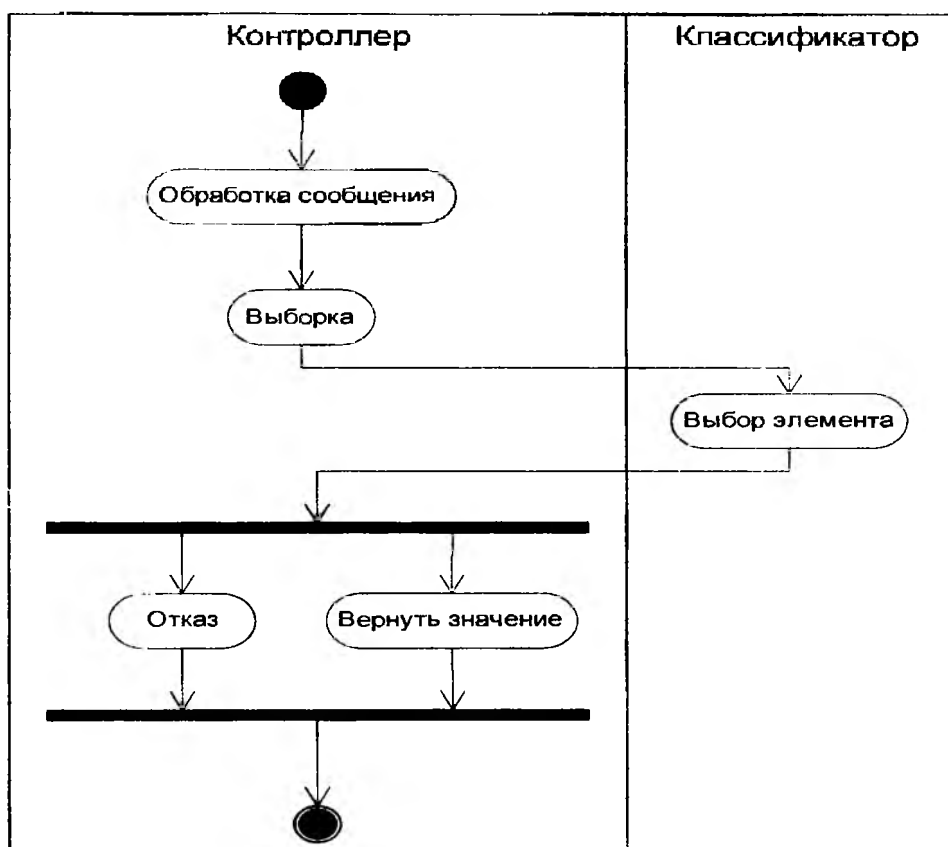 Контроллер
Классификатор
Обработка сообщения
Выборка
Выбор элемента
Отказ
Вернуть значение